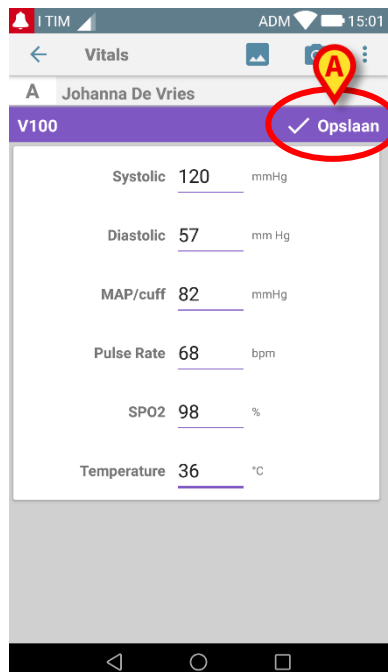 I TIM ADM 15:01
Vitals
A
A Johanna De Vries
V100 Opslaan
Systolic 120 mmHg
Diastolic 57 mm Hg
MAP/cuff 82 mmHg
Pulse Rate 68 bpm
SPO2 98 %
Temperature 36 °C